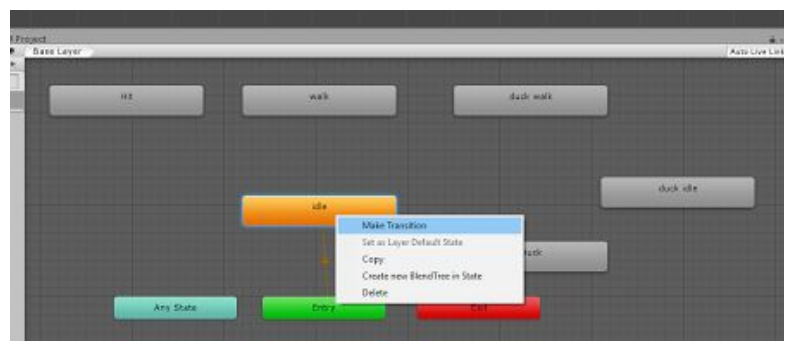 Project
Base Layer
Auto Live Link
Hit
walk
duck walk
duck idle
idle
Make Transition
Set as Layer Default State
Copy
Create new BlendTree in State
Delete
duck
Any State
Entry
Exit